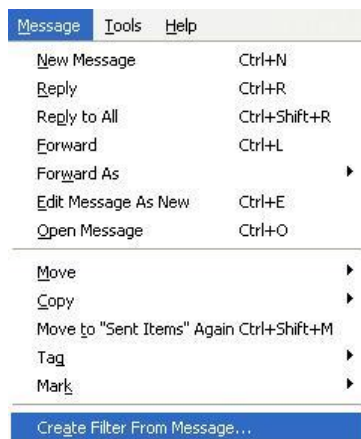 Message Tools Help
New Message Ctrl+N
Reply Ctrl+R
Reply to All Ctrl+Shift+R
Forward Ctrl+L
Forward As
Edit Message As New Ctrl+E
Open Message Ctrl+O
Move
Copy
Move to "Sent Items" Again Ctrl+Shift+M
Tag
Mark
Create Filter From Message...